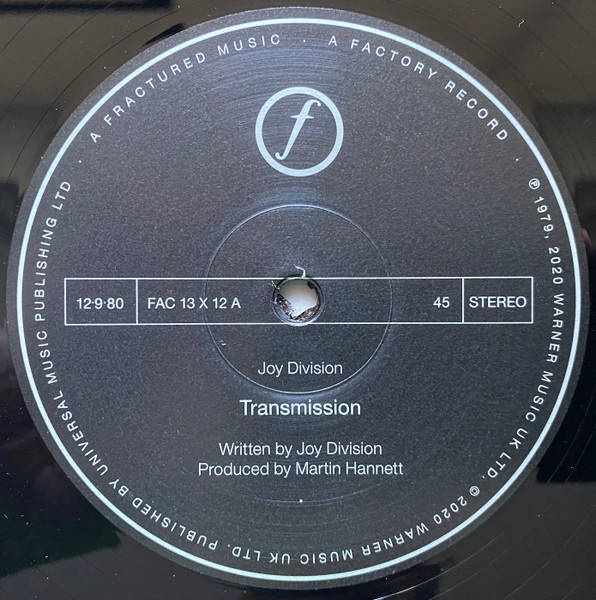 A FRACTURED MUSIC · A FACTORY RECORD · ℗ 1979, 2020 WARNER MUSIC UK LTD. © 2020 WARNER MUSIC UK LTD. PUBLISHED BY UNIVERSAL MUSIC PUBLISHING LTD ·
f
12·9·80 FAC 13 X 12 A 45 STEREO
Joy Division
Transmission
Written by Joy Division
Produced by Martin Hannett